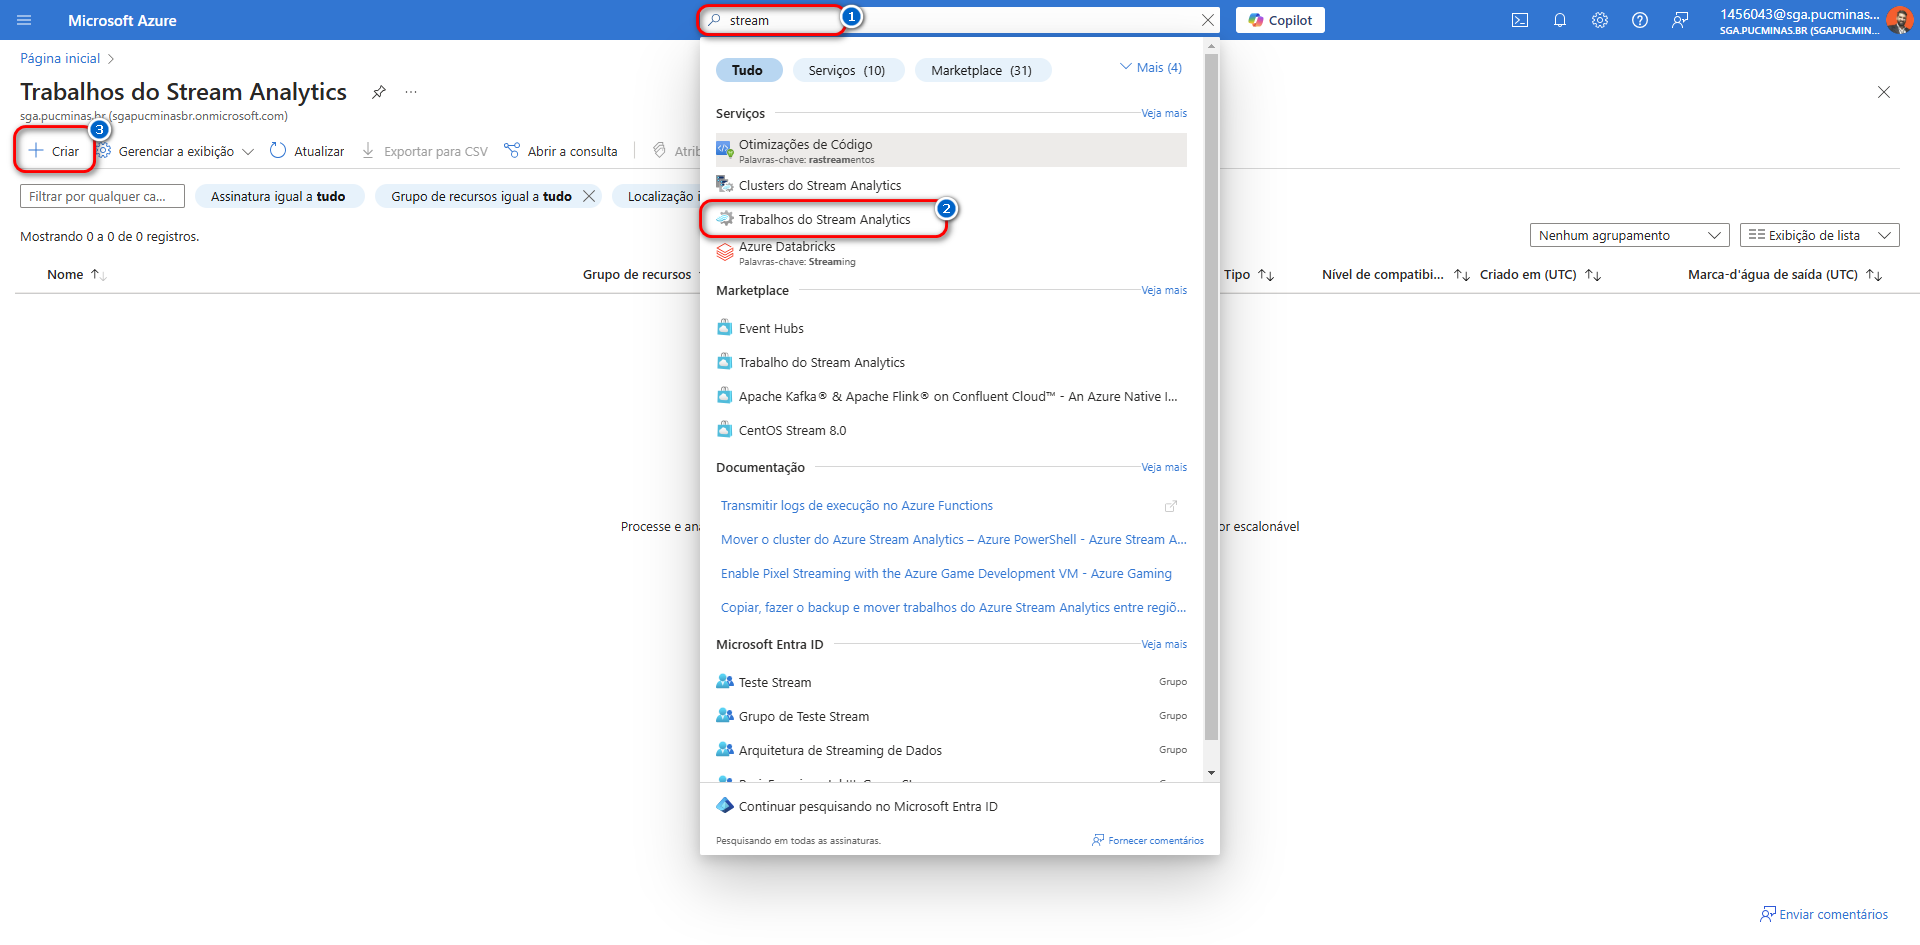 Microsoft Azure
stream
1
Copilot
1456043@sga.pucminas...
SGA.PUCMINAS.BR (SGAPUCMIN...
Página inicial
Trabalhos do Stream Analytics
...
sga.pucminas.br (sgapucminasbr.onmicrosoft.com)
3
Criar
Gerenciar a exibição
Atualizar
Exportar para CSV
Abrir a consulta
Atrib
Filtrar por qualquer ca...
Assinatura igual a tudo
Grupo de recursos igual a tudo
Localização i
Mostrando 0 a 0 de 0 registros.
Nenhum agrupamento
Exibição de lista
Nome
Grupo de recursos
Tipo
Nível de compatibi...
Criado em (UTC)
Marca-d'água de saída (UTC)
Processe e an
or escalonável
Tudo
Serviços (10)
Marketplace (31)
Mais (4)
Serviços
Veja mais
Otimizações de Código
Palavras-chave: rastreamentos
Clusters do Stream Analytics
Trabalhos do Stream Analytics
2
Azure Databricks
Palavras-chave: Streaming
Marketplace
Veja mais
Event Hubs
Trabalho do Stream Analytics
Apache Kafka® & Apache Flink® on Confluent Cloud™ - An Azure Native I...
CentOS Stream 8.0
Documentação
Veja mais
Transmitir logs de execução no Azure Functions
Mover o cluster do Azure Stream Analytics – Azure PowerShell - Azure Stream A...
Enable Pixel Streaming with the Azure Game Development VM - Azure Gaming
Copiar, fazer o backup e mover trabalhos do Azure Stream Analytics entre regiõ...
Microsoft Entra ID
Veja mais
Teste Stream
Grupo
Grupo de Teste Stream
Grupo
Arquitetura de Streaming de Dados
Grupo
Continuar pesquisando no Microsoft Entra ID
Pesquisando em todas as assinaturas.
Fornecer comentários
Enviar comentários